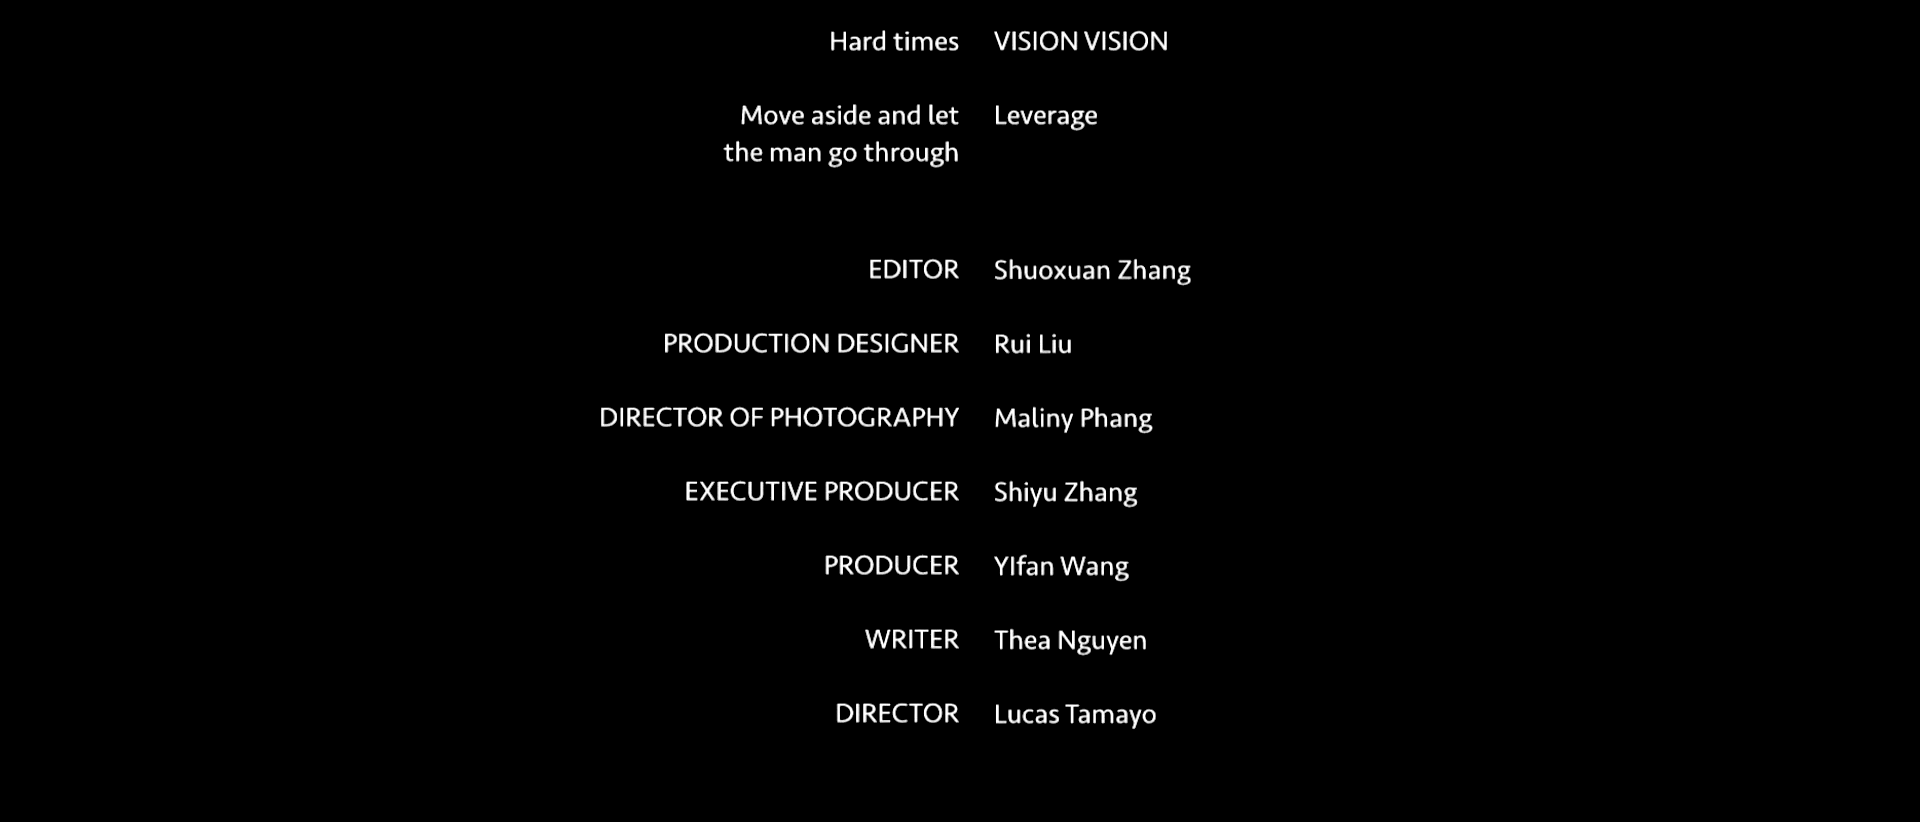 Hard times VISION VISION
Move aside and let Leverage
the man go through
EDITOR Shuoxuan Zhang
PRODUCTION DESIGNER Rui Liu
DIRECTOR OF PHOTOGRAPHY Maliny Phang
EXECUTIVE PRODUCER Shiyu Zhang
PRODUCER YIfan Wang
WRITER Thea Nguyen
DIRECTOR Lucas Tamayo